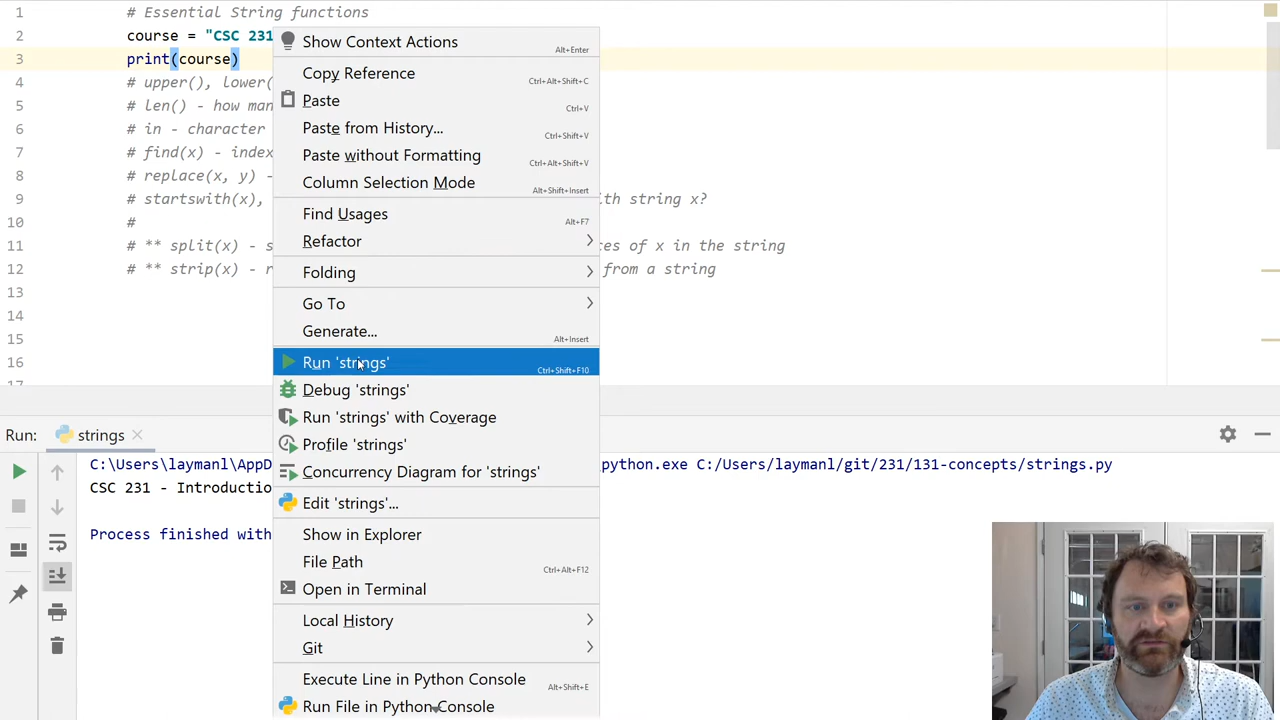 1 # Essential String functions
2 course = "CSC 231
3 print(course)
4 # upper(), lower(
5 # len() - how man
6 # in - character
7 # find(x) - index
8 # replace(x, y) -
9 # startswith(x), ith string x?
10 #
11 # ** split(x) - s ces of x in the string
12 # ** strip(x) - r from a string
13
14
15
16
17
Show Context Actions Alt+Enter
Copy Reference Ctrl+Alt+Shift+C
Paste Ctrl+V
Paste from History... Ctrl+Shift+V
Paste without Formatting Ctrl+Alt+Shift+V
Column Selection Mode Alt+Shift+Insert
Find Usages Alt+F7
Refactor
Folding
Go To
Generate... Alt+Insert
Run 'strings' Ctrl+Shift+F10
Debug 'strings'
Run 'strings' with Coverage
Profile 'strings'
Concurrency Diagram for 'strings'
Edit 'strings'...
Show in Explorer
File Path Ctrl+Alt+F12
Open in Terminal
Local History
Git
Execute Line in Python Console Alt+Shift+E
Run File in Python Console
Run: strings
C:\Users\laymanl\AppD python.exe C:/Users/laymanl/git/231/131-concepts/strings.py
CSC 231 - Introductio
Process finished with